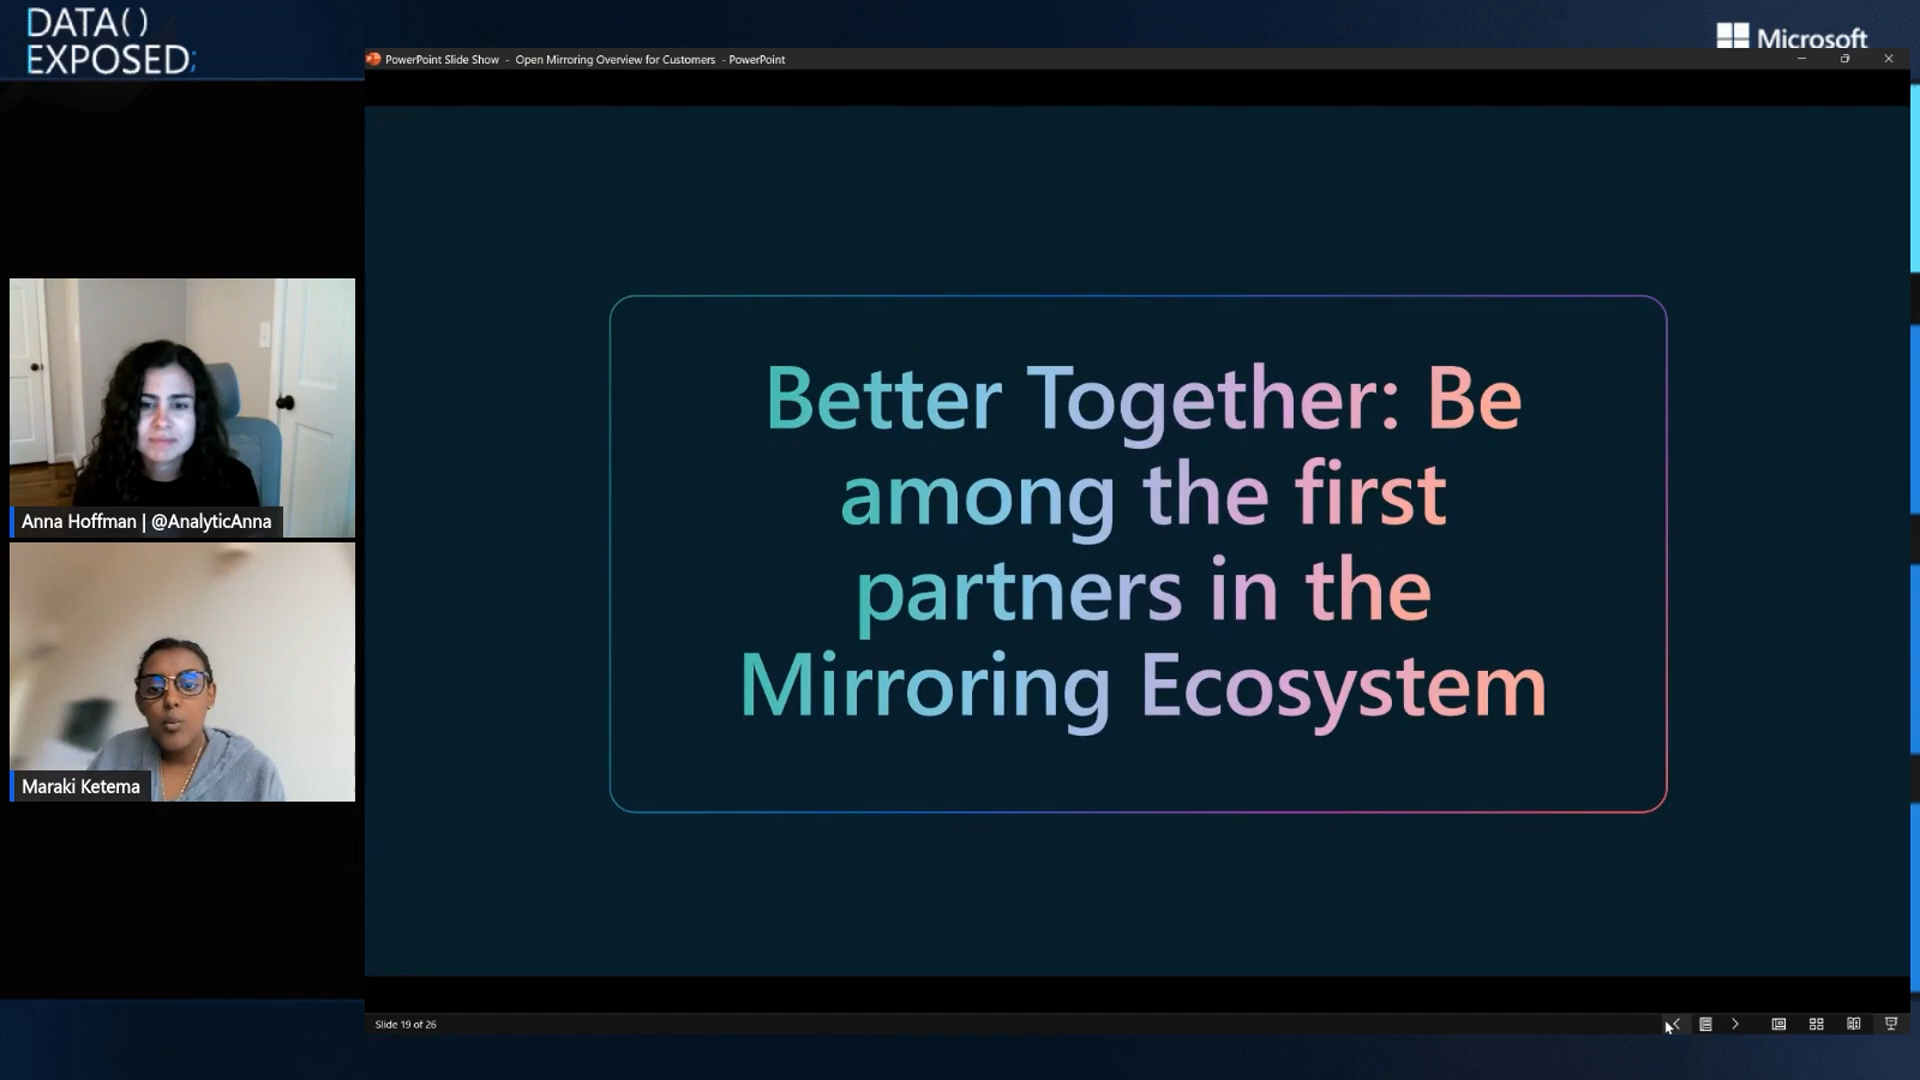 DATA()
EXPOSED;
Microsoft
PowerPoint Slide Show - Open Mirroring Overview for Customers - PowerPoint
Better Together: Be
among the first
partners in the
Mirroring Ecosystem
Anna Hoffman | @AnalyticAnna
Maraki Ketema
Slide 19 of 26